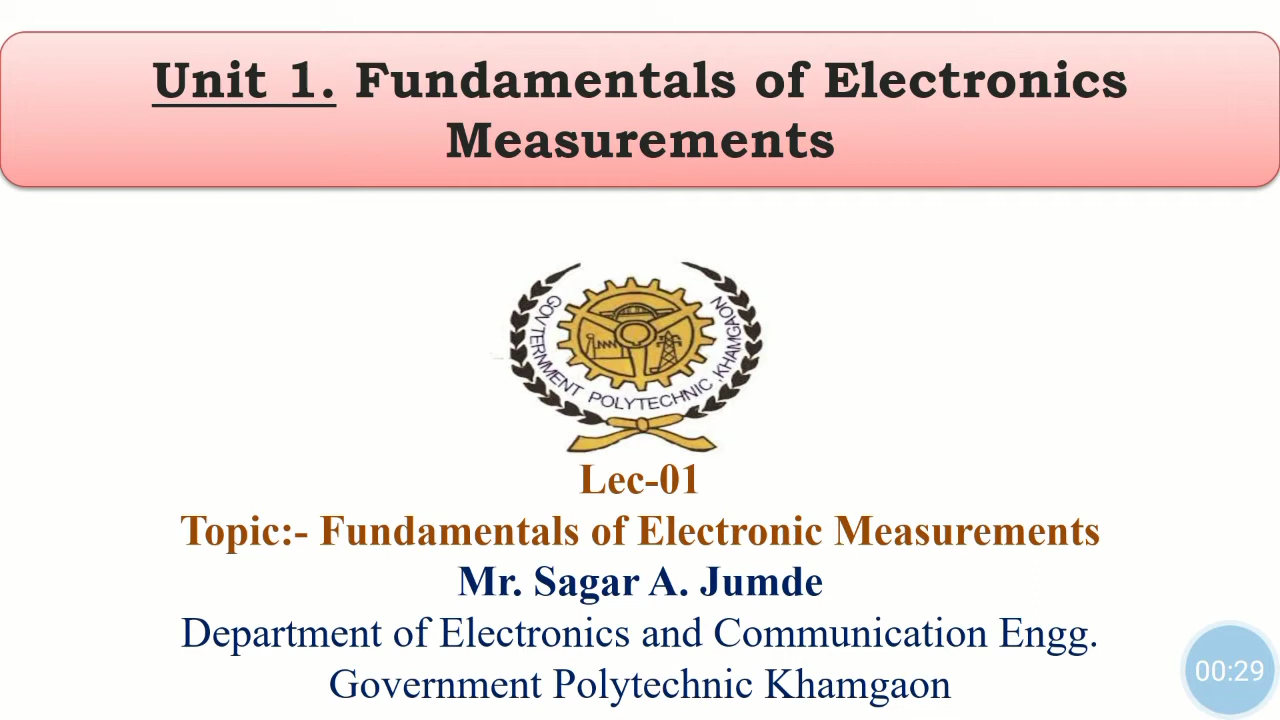 Unit 1. Fundamentals of Electronics
Measurements
GOVTERNMENT POLYTECHNIC ,KHAMGAON
Lec-01
Topic:- Fundamentals of Electronic Measurements
Mr. Sagar A. Jumde
Department of Electronics and Communication Engg.
Government Polytechnic Khamgaon
00:29